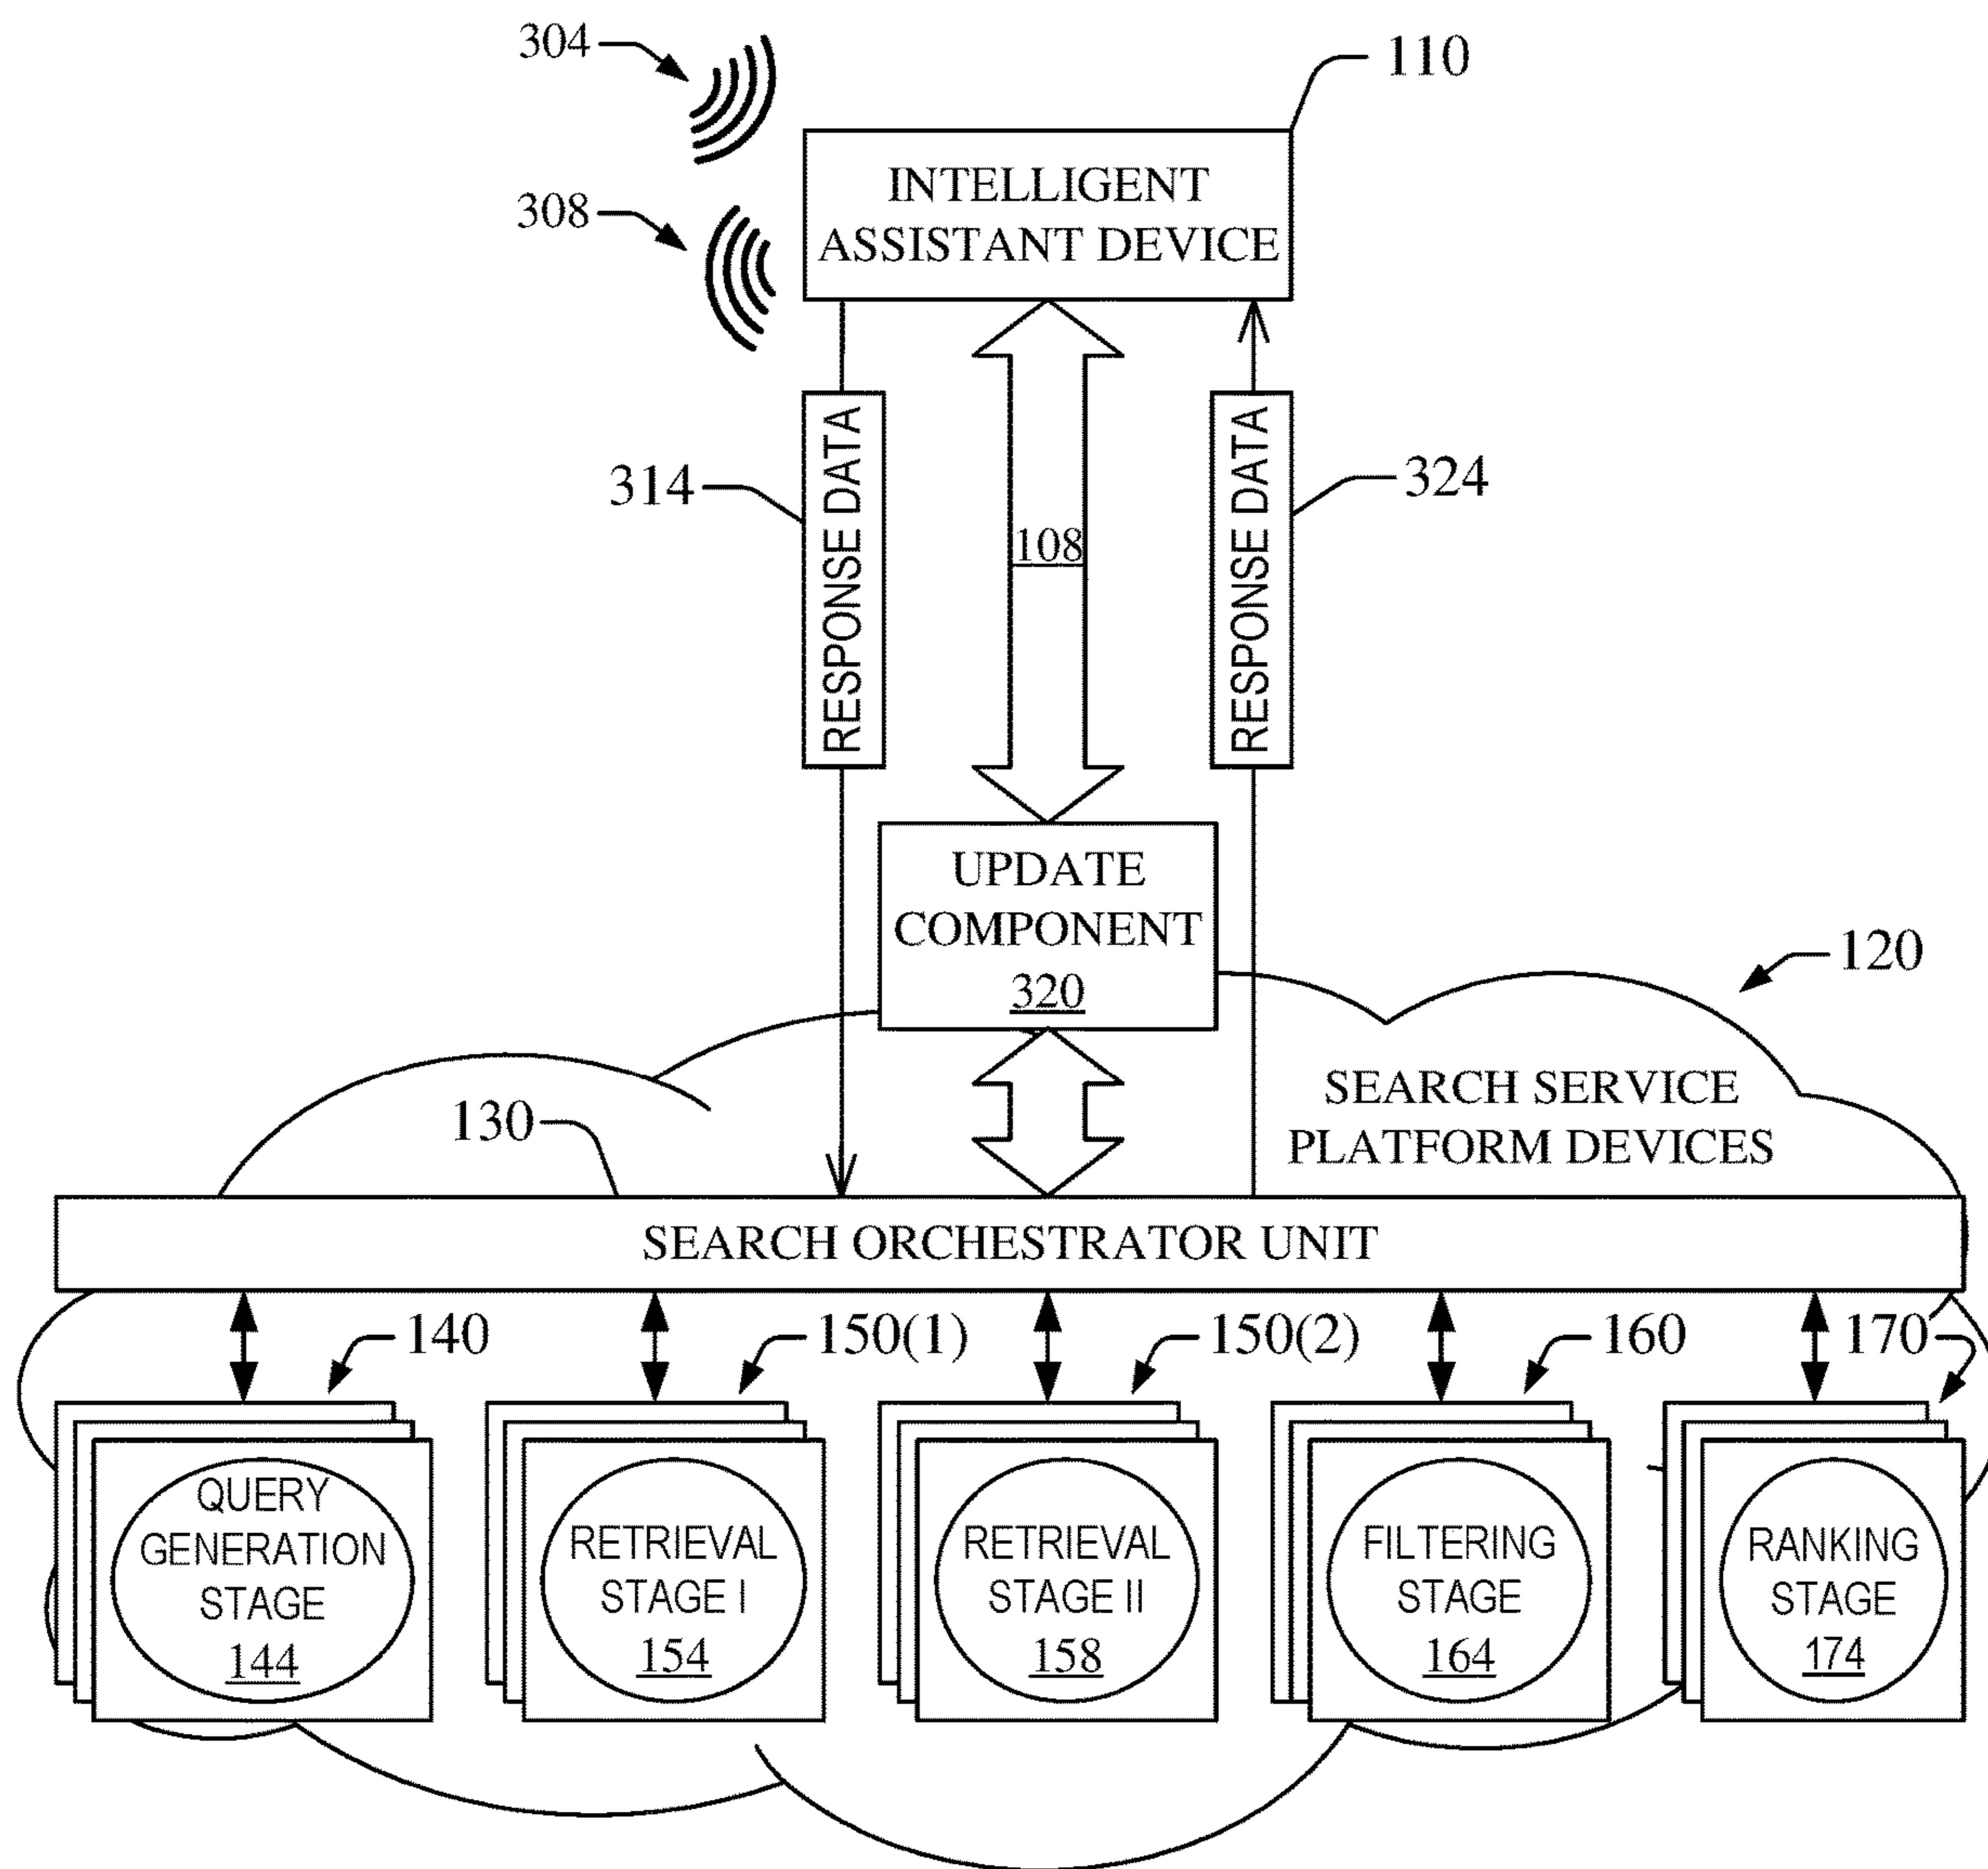 304
110
INTELLIGENT
ASSISTANT DEVICE
308
RESPONSE DATA
314
108
RESPONSE DATA
324
UPDATE
COMPONENT
320
120
SEARCH SERVICE
PLATFORM DEVICES
130
SEARCH ORCHESTRATOR UNIT
140
150(1)
150(2)
160
170
QUERY
GENERATION
STAGE
144
RETRIEVAL
STAGE I
154
RETRIEVAL
STAGE II
158
FILTERING
STAGE
164
RANKING
STAGE
174